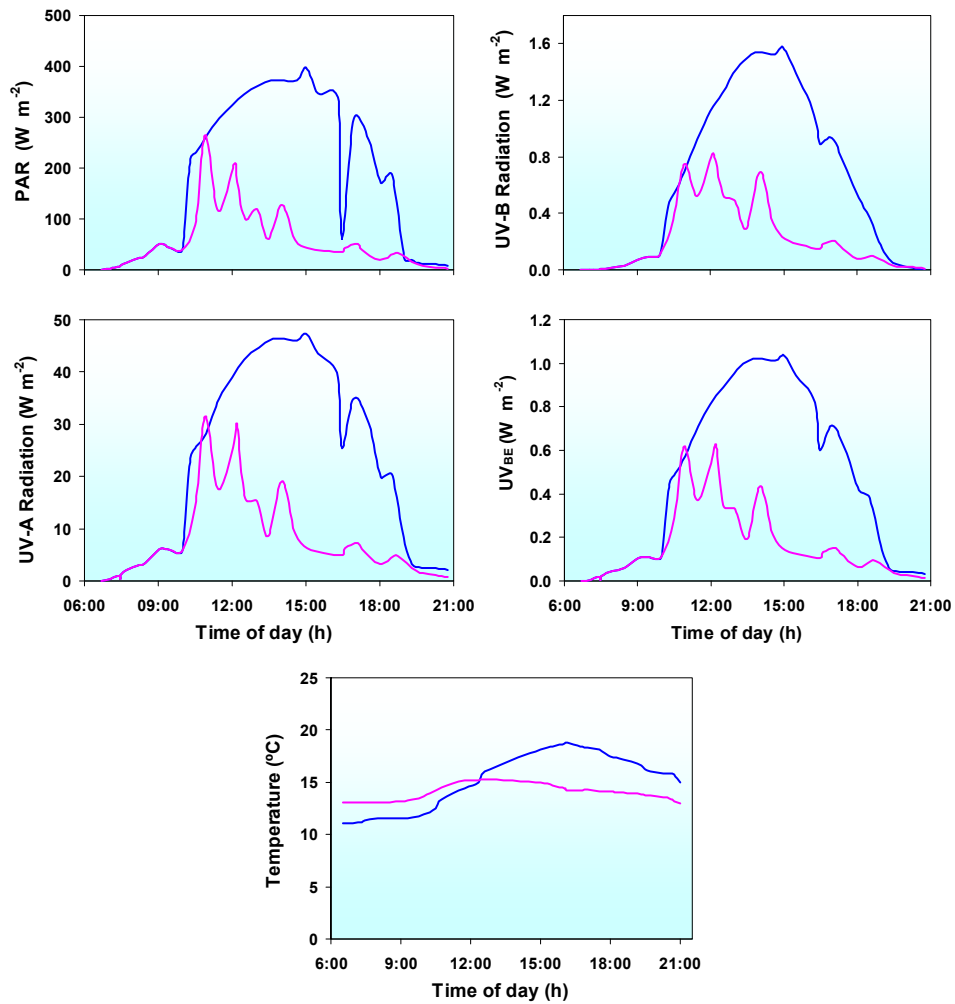 PAR (W m-2)
500
400
300
200
100
0
UV-B Radiation (W m-2)
1.6
1.2
0.8
0.4
0.0
UV-A Radiation (W m-2)
50
40
30
20
10
0
06:00 09:00 12:00 15:00 18:00 21:00
Time of day (h)
UVBE (W m-2)
1.2
1.0
0.8
0.6
0.4
0.2
0.0
6:00 9:00 12:00 15:00 18:00 21:00
Time of day (h)
Temperature (ºC)
25
20
15
10
5
0
6:00 9:00 12:00 15:00 18:00 21:00
Time of day (h)